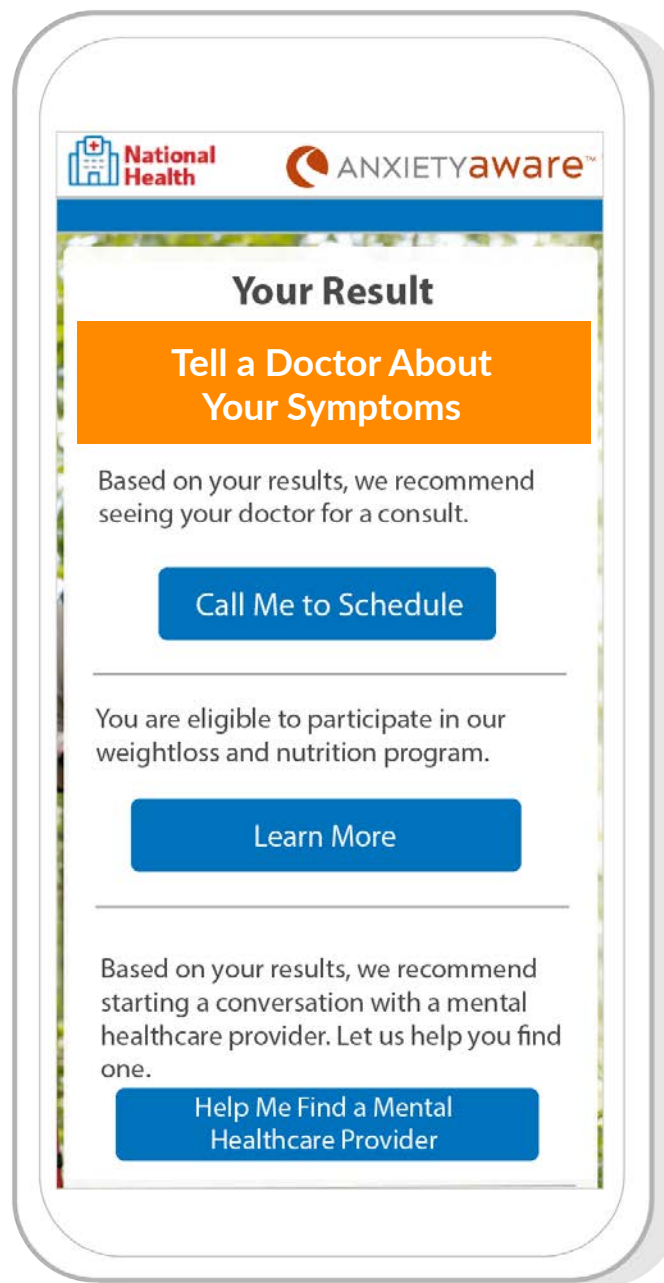 National
Health
ANXIETYaware™
Your Result
Tell a Doctor About
Your Symptoms
Based on your results, we recommend
seeing your doctor for a consult.
Call Me to Schedule
You are eligible to participate in our
weightloss and nutrition program.
Learn More
Based on your results, we recommend
starting a conversation with a mental
healthcare provider. Let us help you find
one.
Help Me Find a Mental
Healthcare Provider